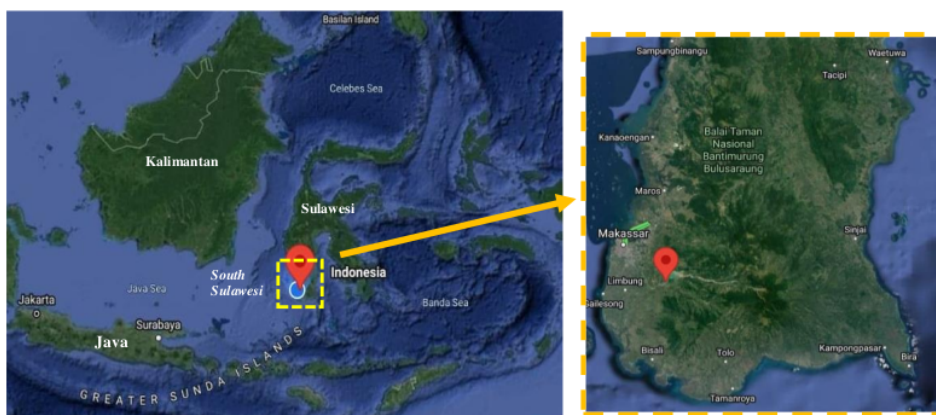 Basilan Island
Celebes Sea
Kalimantan
Sulawesi
South
Sulawesi
Indonesia
Java Sea
Banda Sea
Jakarta
Surabaya
Java
GREATER SUNDA ISLANDS
Sampungbinangu
Waetuwa
Tacipi
Kanaoengan
Balai Taman
Nasional
Bantimurung
Bulusaraung
Maros
Makassar
Sinjai
Limbung
Sailesong
Bisali
Tolo
Kampongpasar
Bira
Tamanroya